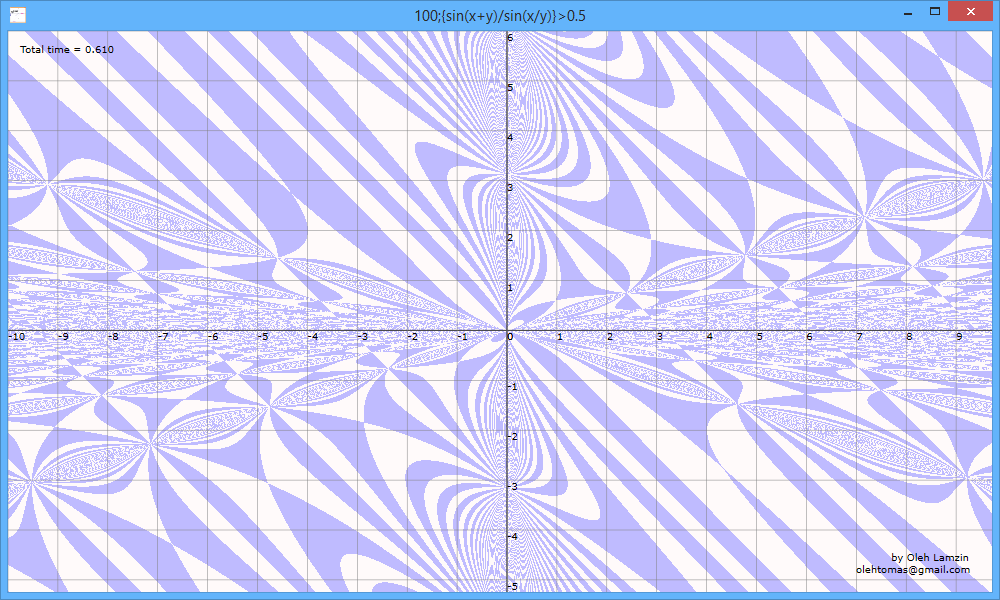 100;{sin(x+y)/sin(x/y)}>0.5
Total time = 0.610
6
5
4
3
2
1
-10 -9 -8 -7 -6 -5 -4 -3 -2 -1 0 1 2 3 4 5 6 7 8 9
-1
-2
-3
-4
-5
by Oleh Lamzin
olehtomas@gmail.com